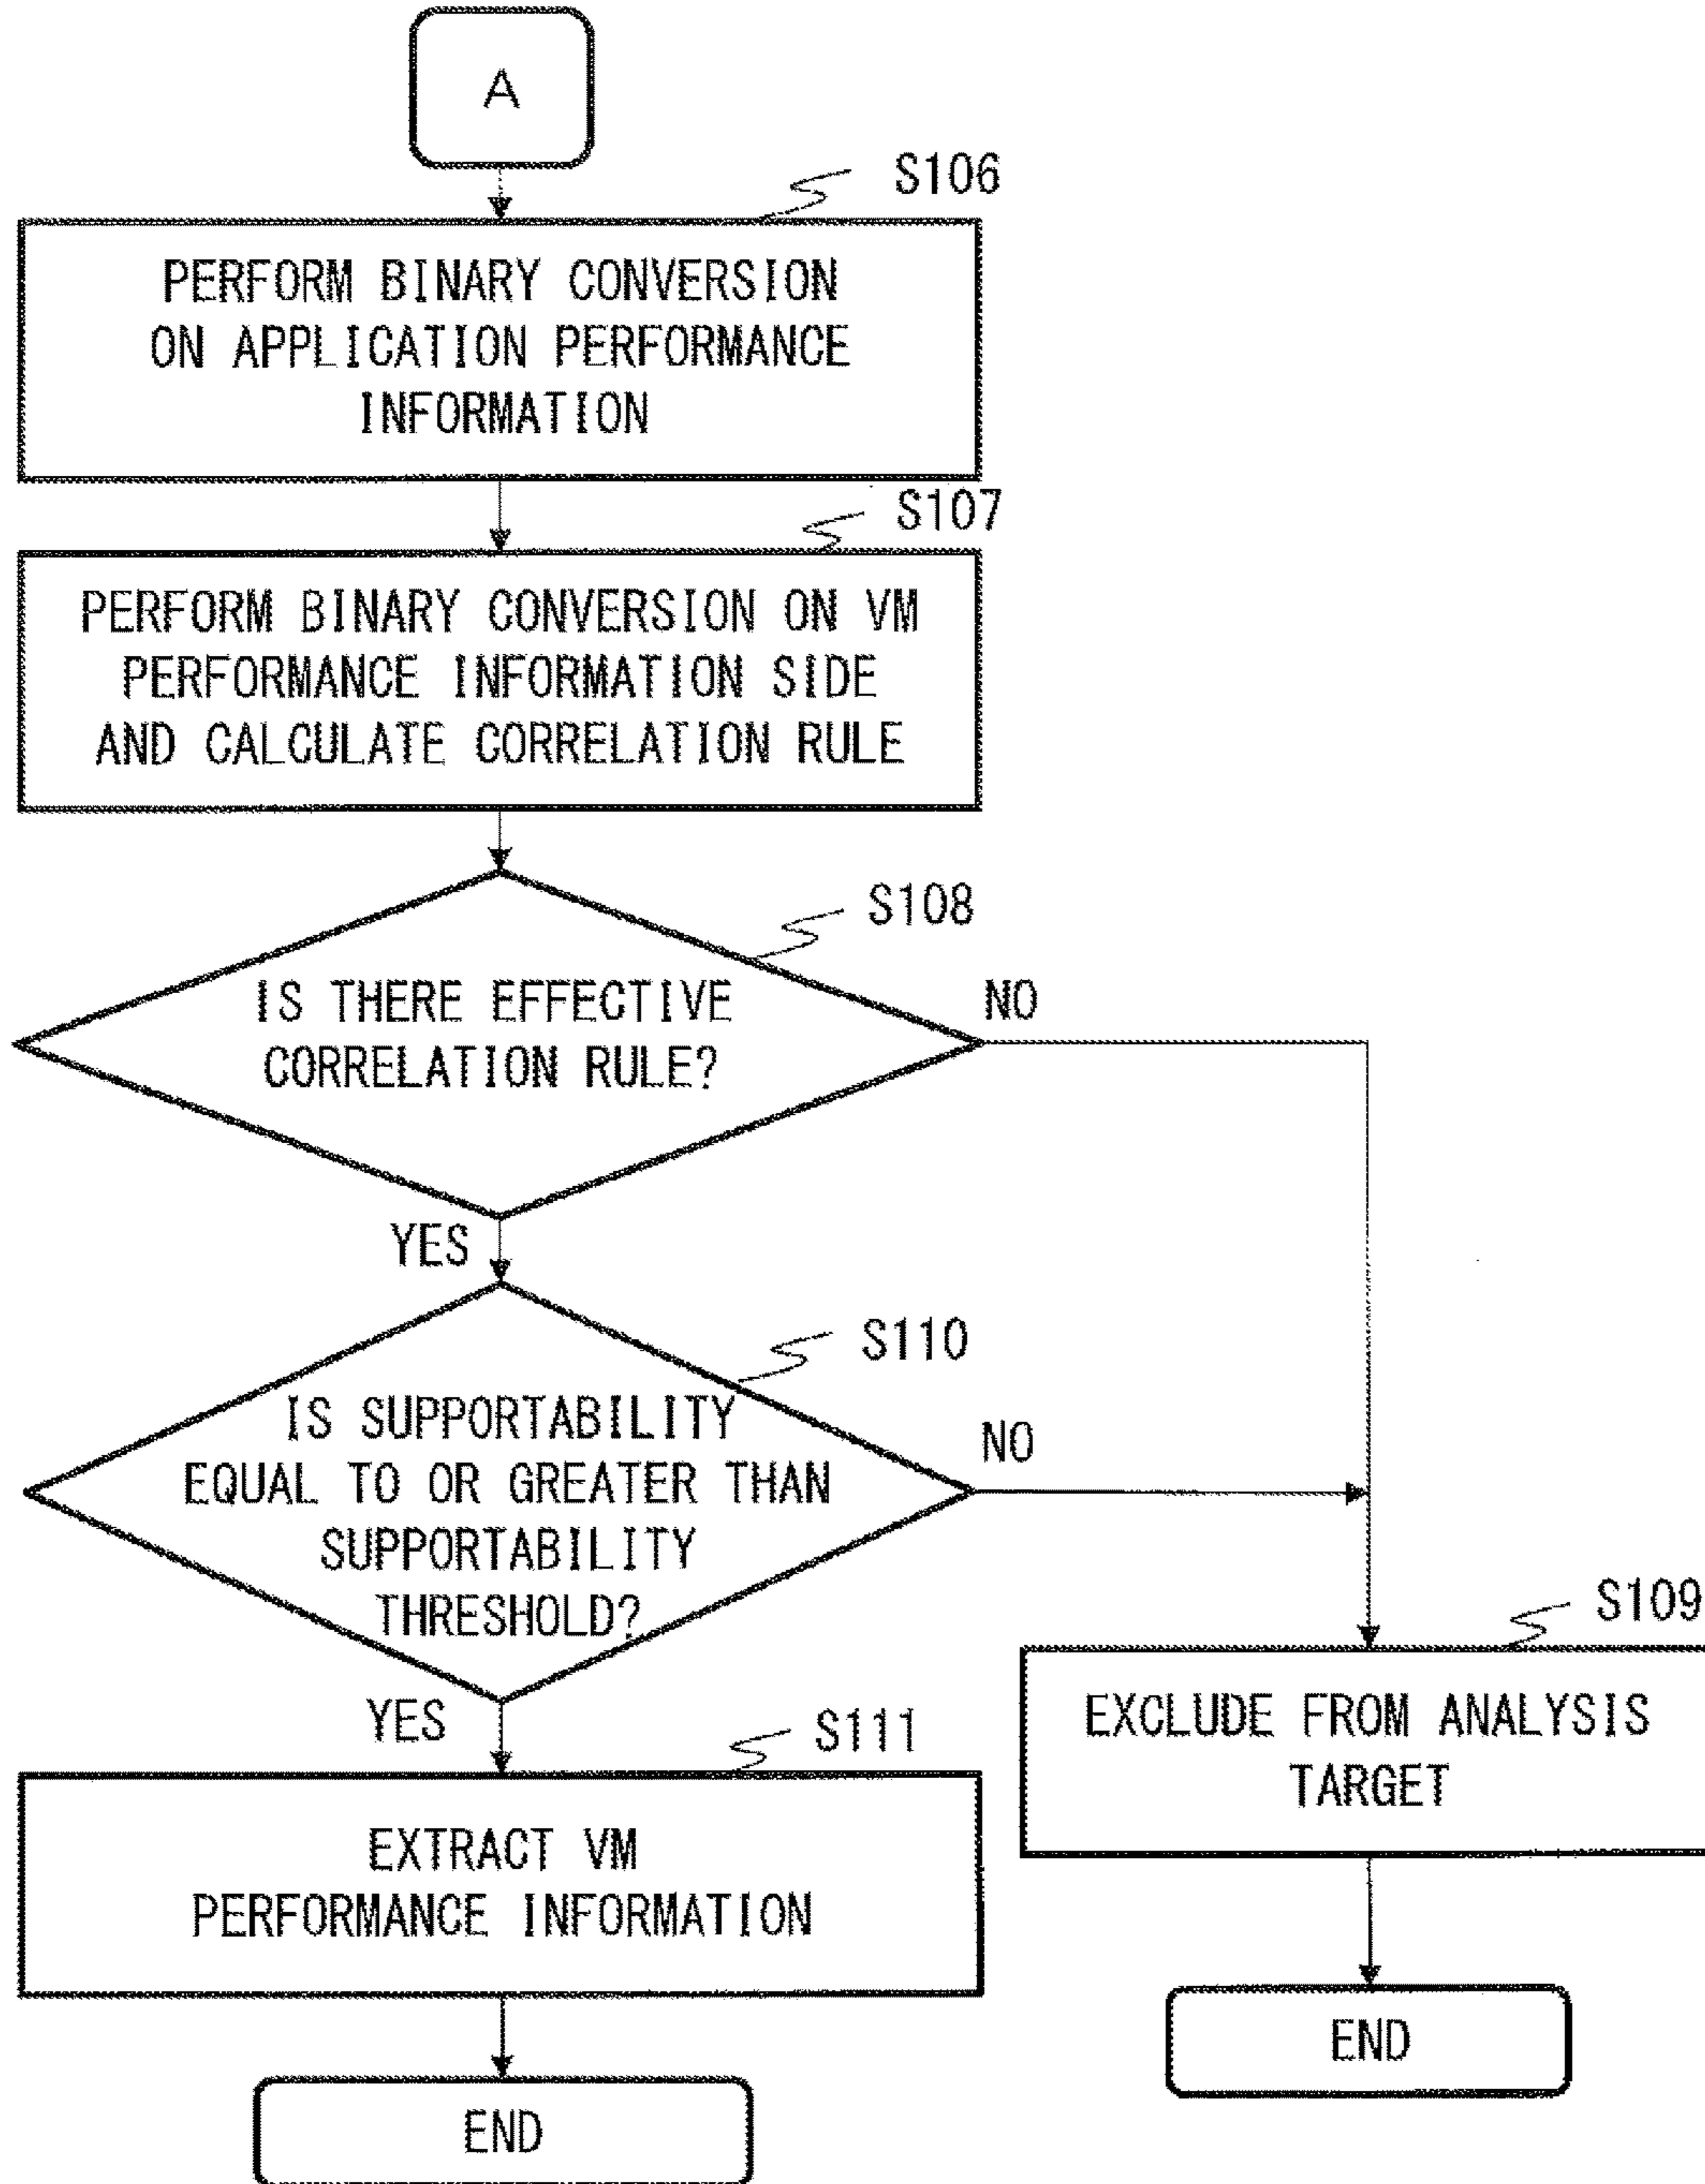 A
S106
PERFORM BINARY CONVERSION
ON APPLICATION PERFORMANCE
INFORMATION
S107
PERFORM BINARY CONVERSION ON VM
PERFORMANCE INFORMATION SIDE
AND CALCULATE CORRELATION RULE
S108
IS THERE EFFECTIVE
CORRELATION RULE?
NO
YES
S110
IS SUPPORTABILITY
EQUAL TO OR GREATER THAN
SUPPORTABILITY
THRESHOLD?
NO
YES
S109
EXCLUDE FROM ANALYSIS
TARGET
S111
EXTRACT VM
PERFORMANCE INFORMATION
END
END